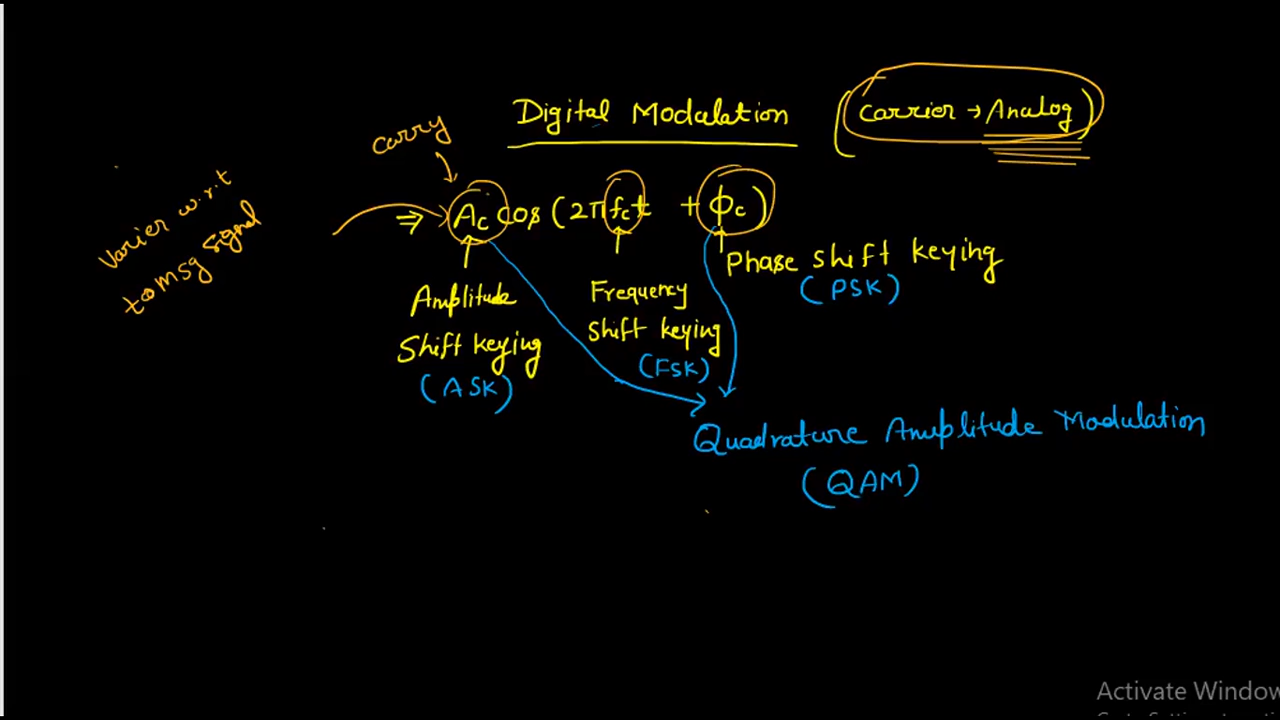 Digital Modulation (Carrier → Analog)
carry
⇒ Ac cos (2πfct + ϕc)
Varier w.r.t
to msg signal
Phase shift keying
(PSK)
Amplitude
Shift keying
(ASK)
Frequency
Shift keying
(FSK)
Quadrature Amplitude Modulation
(QAM)
Activate Window